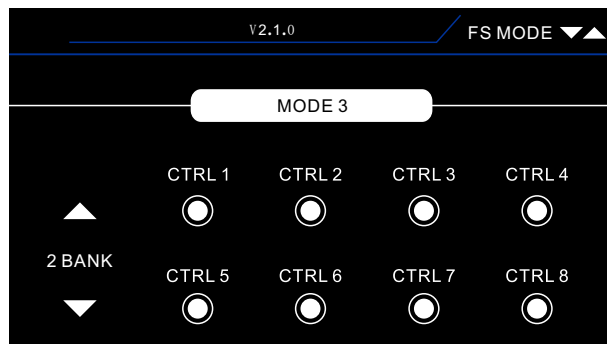 V2.1.0
FS MODE
MODE 3
CTRL 1 CTRL 2 CTRL 3 CTRL 4
2 BANK
CTRL 5 CTRL 6 CTRL 7 CTRL 8